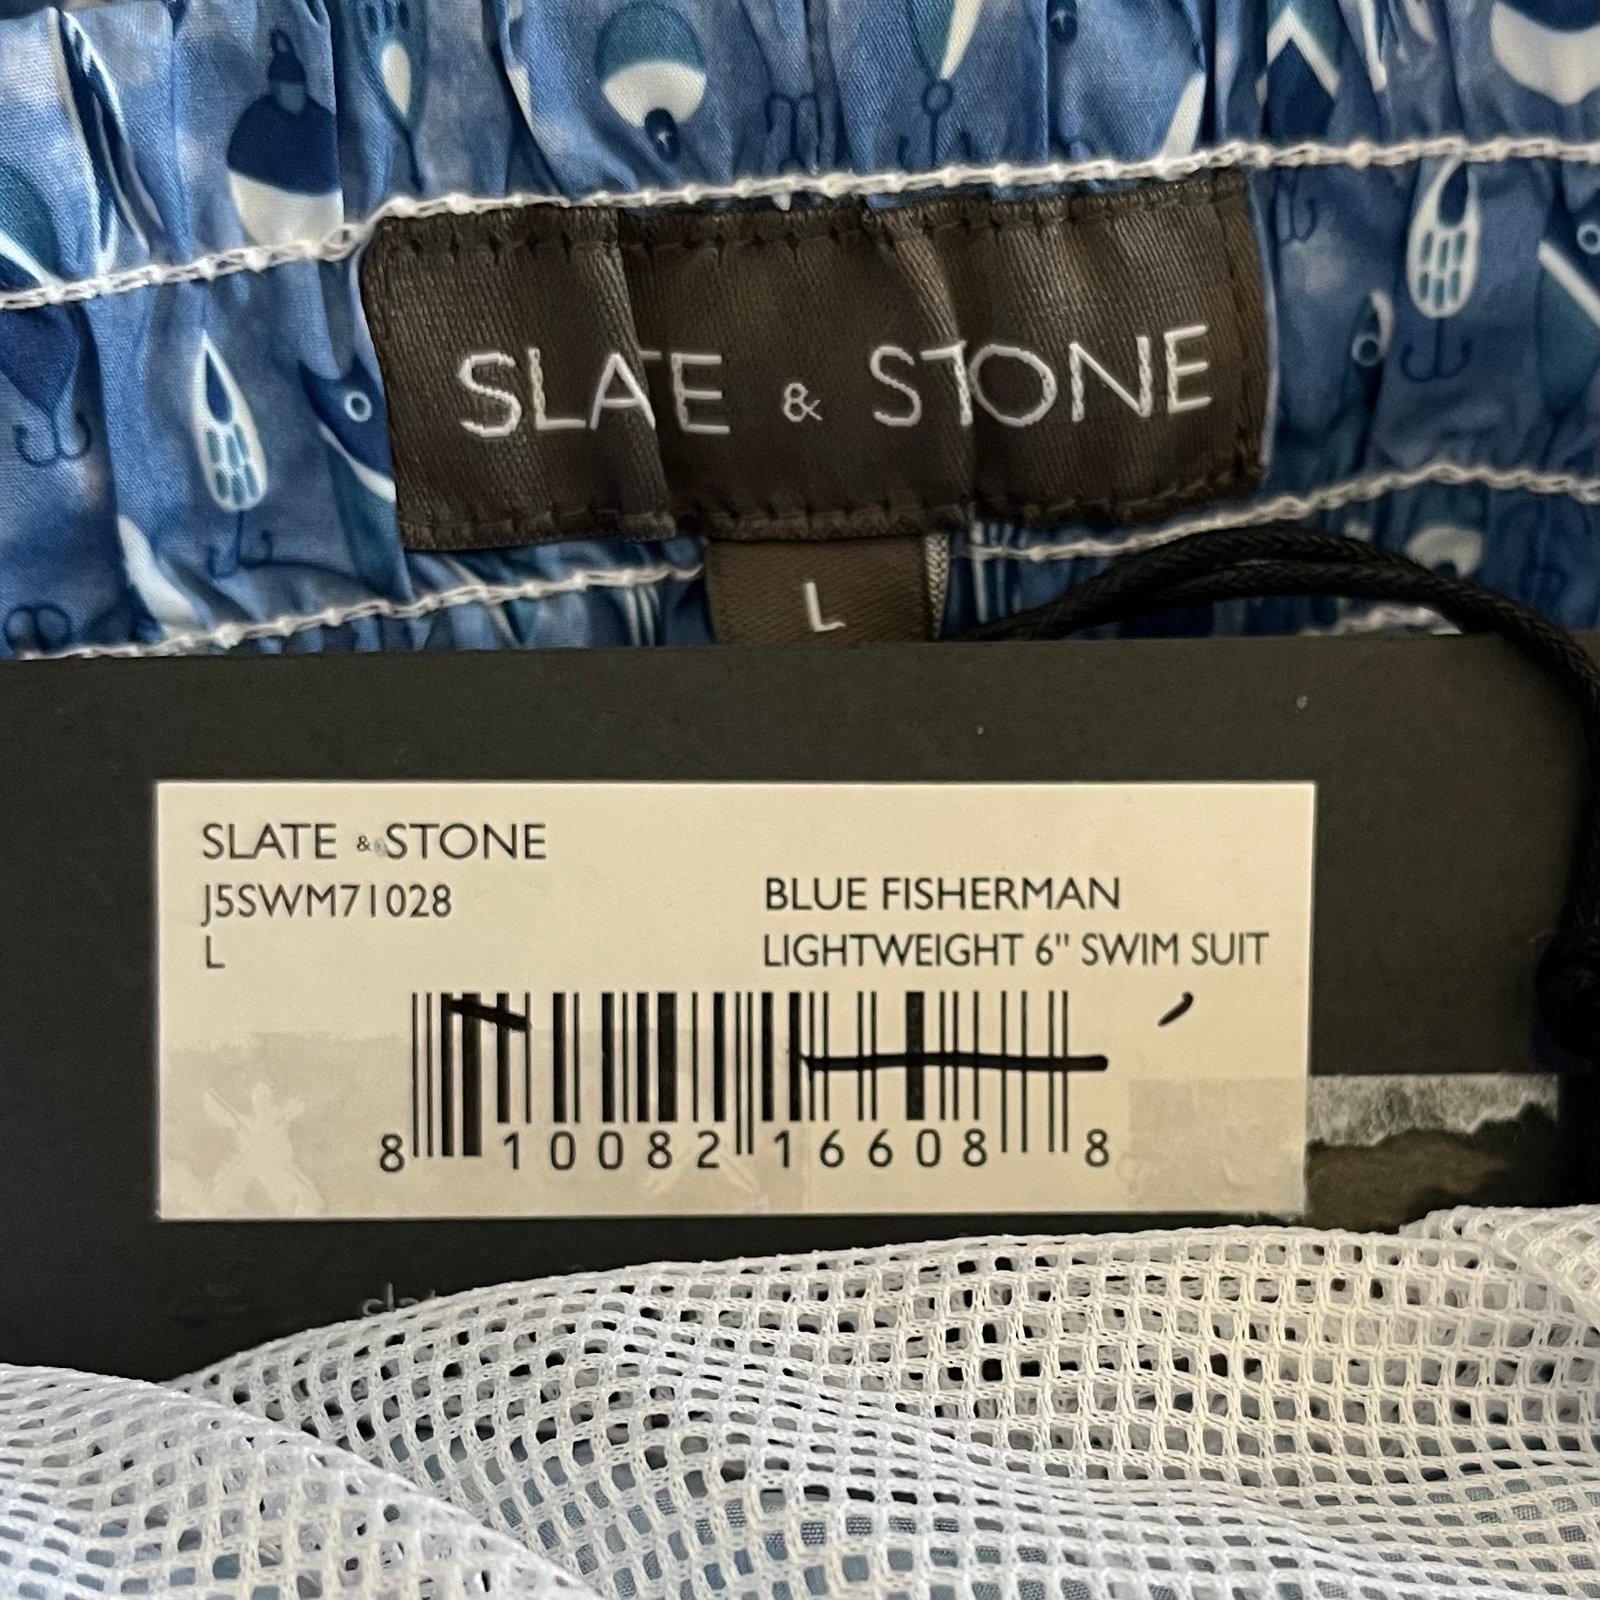 SLATE & STONE
L
SLATE & STONE
J5SWM71028
L
BLUE FISHERMAN
LIGHTWEIGHT 6" SWIM SUIT
8 10082 16608 8